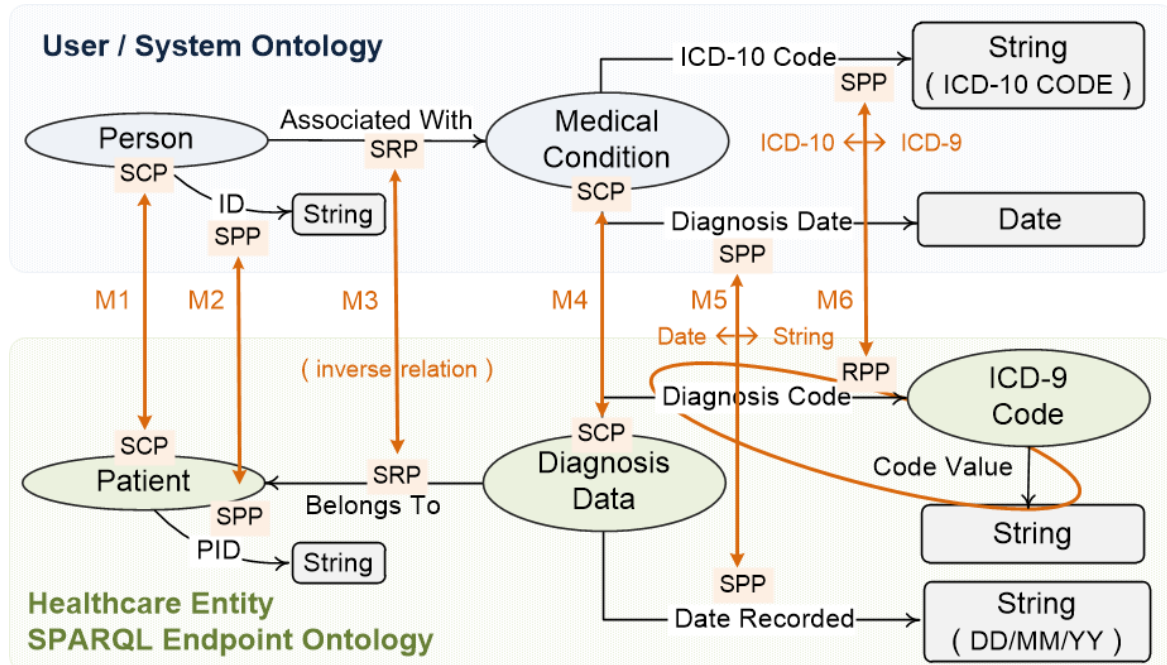 User / System Ontology
ICD-10 Code
String
( ICD-10 CODE )
SPP
Person
Associated With
Medical
Condition
SRP
ICD-10
ICD-9
SCP
SCP
ID
String
Diagnosis Date
Date
SPP
SPP
M1
M2
M3
M4
M5
M6
Date
String
( inverse relation )
RPP
Diagnosis Code
ICD-9
Code
SCP
SCP
Patient
SRP
Diagnosis
Data
Code Value
Belongs To
SPP
String
PID
String
SPP
Healthcare Entity
SPARQL Endpoint Ontology
Date Recorded
String
( DD/MM/YY )